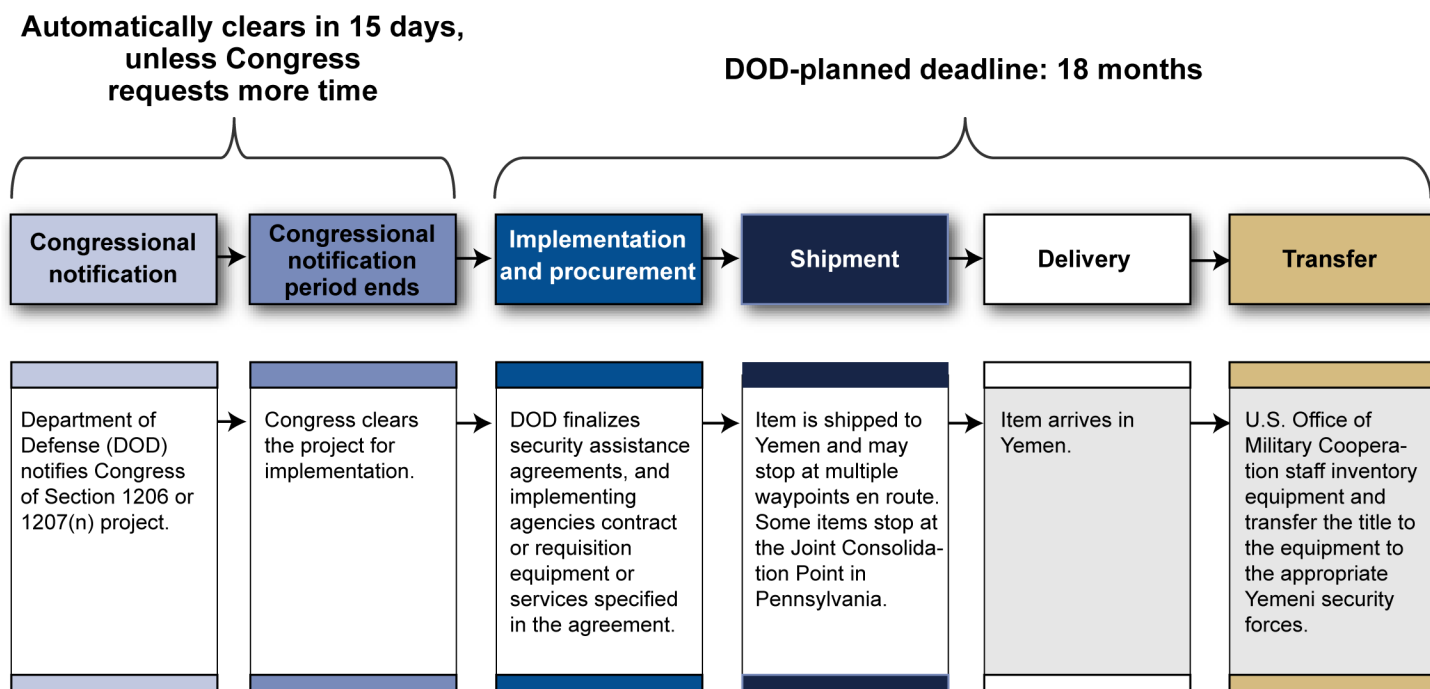 Automatically clears in 15 days,
unless Congress
requests more time
DOD-planned deadline: 18 months
Congressional
notification
Congressional
notification
period ends
Implementation
and procurement
Shipment
Delivery
Transfer
Department of
Defense (DOD)
notifies Congress
of Section 1206 or
1207(n) project.
Congress clears
the project for
implementation.
DOD finalizes
security assistance
agreements, and
implementing
agencies contract
or requisition
equipment or
services specified
in the agreement.
Item is shipped to
Yemen and may
stop at multiple
waypoints en route.
Some items stop at
the Joint Consolida-
tion Point in
Pennsylvania.
Item arrives in
Yemen.
U.S. Office of
Military Coopera-
tion staff inventory
equipment and
transfer the title to
the equipment to
the appropriate
Yemeni security
forces.